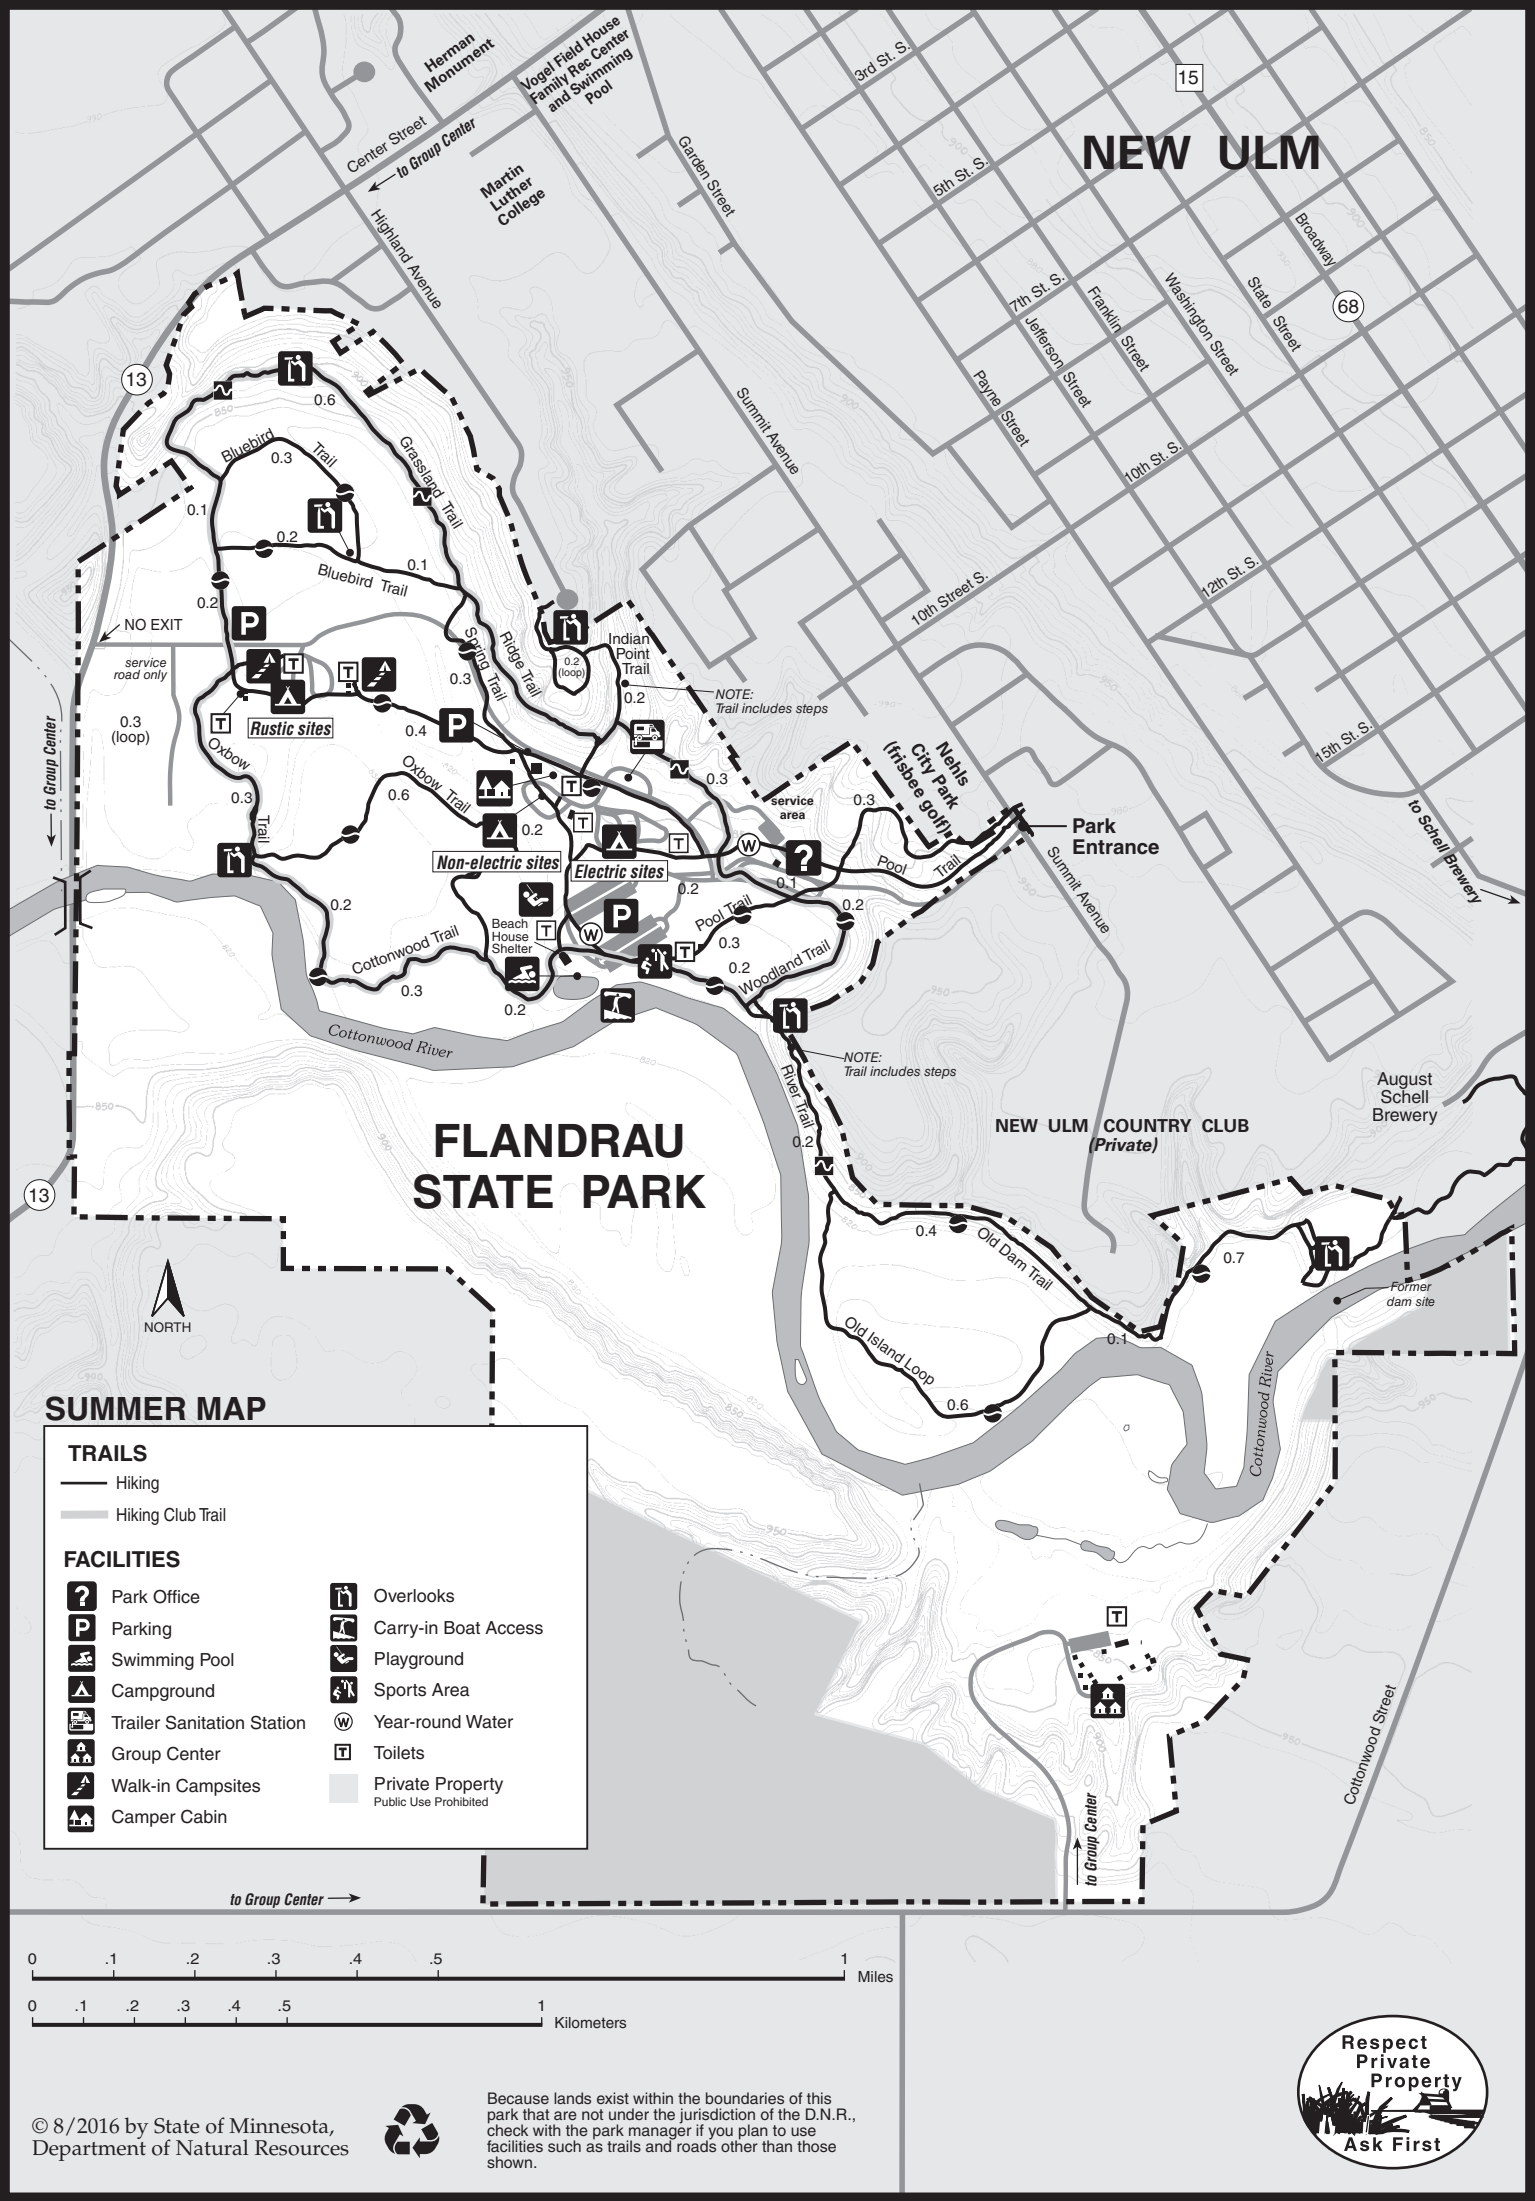 Herman
Monument
Vogel Field House
Family Rec Center
and Swimming
Pool
3rd St. S.
15
NEW ULM
Center Street
to Group Center
Martin
Luther
College
Garden Street
5th St. S.
Highland Avenue
Broadway
7th St. S.
Franklin Street
Jefferson Street
Washington Street
State Street
68
13
900
850
0.6
Grassland Trail
Bluebird Trail
0.3
0.1
0.2
Bluebird Trail
0.1
Summit Avenue
Payne Street
10th St. S.
10th Street S.
12th St. S.
15th St. S.
0.2
NO EXIT
service
road only
0.3
(loop)
to Group Center
Rustic sites
Spring Trail
Ridge Trail
0.3
0.2
(loop)
Indian
Point
Trail
0.2
NOTE:
Trail includes steps
0.4
Oxbow Trail
0.3
Oxbow Trail
0.6
0.2
Non-electric sites
Electric sites
0.3
service
area
0.3
Nehls
City Park
(frisbee golf)
Park
Entrance
Pool Trail
0.1
0.2
0.2
Pool Trail
0.3
0.2
Woodland Trail
Beach
House
Shelter
0.2
Cottonwood Trail
0.3
0.2
Cottonwood River
Summit Avenue
to Schell Brewery
NOTE:
Trail includes steps
River Trail
0.2
August
Schell
Brewery
NEW ULM COUNTRY CLUB
(Private)
FLANDRAU
STATE PARK
13
0.4
Old Dam Trail
0.7
Former
dam site
0.1
Old Island Loop
0.6
Cottonwood River
NORTH
950
850
900
820
SUMMER MAP
TRAILS
Hiking
Hiking Club Trail
FACILITIES
? Park Office
P Parking
Swimming Pool
Campground
Trailer Sanitation Station
Group Center
Walk-in Campsites
Camper Cabin
Overlooks
Carry-in Boat Access
Playground
Sports Area
W Year-round Water
T Toilets
Private Property
Public Use Prohibited
to Group Center
to Group Center
Cottonwood Street
0 .1 .2 .3 .4 .5 1
Miles
0 .1 .2 .3 .4 .5 1
Kilometers
© 8/2016 by State of Minnesota,
Department of Natural Resources
Because lands exist within the boundaries of this
park that are not under the jurisdiction of the D.N.R.,
check with the park manager if you plan to use
facilities such as trails and roads other than those
shown.
Respect
Private
Property
Ask First